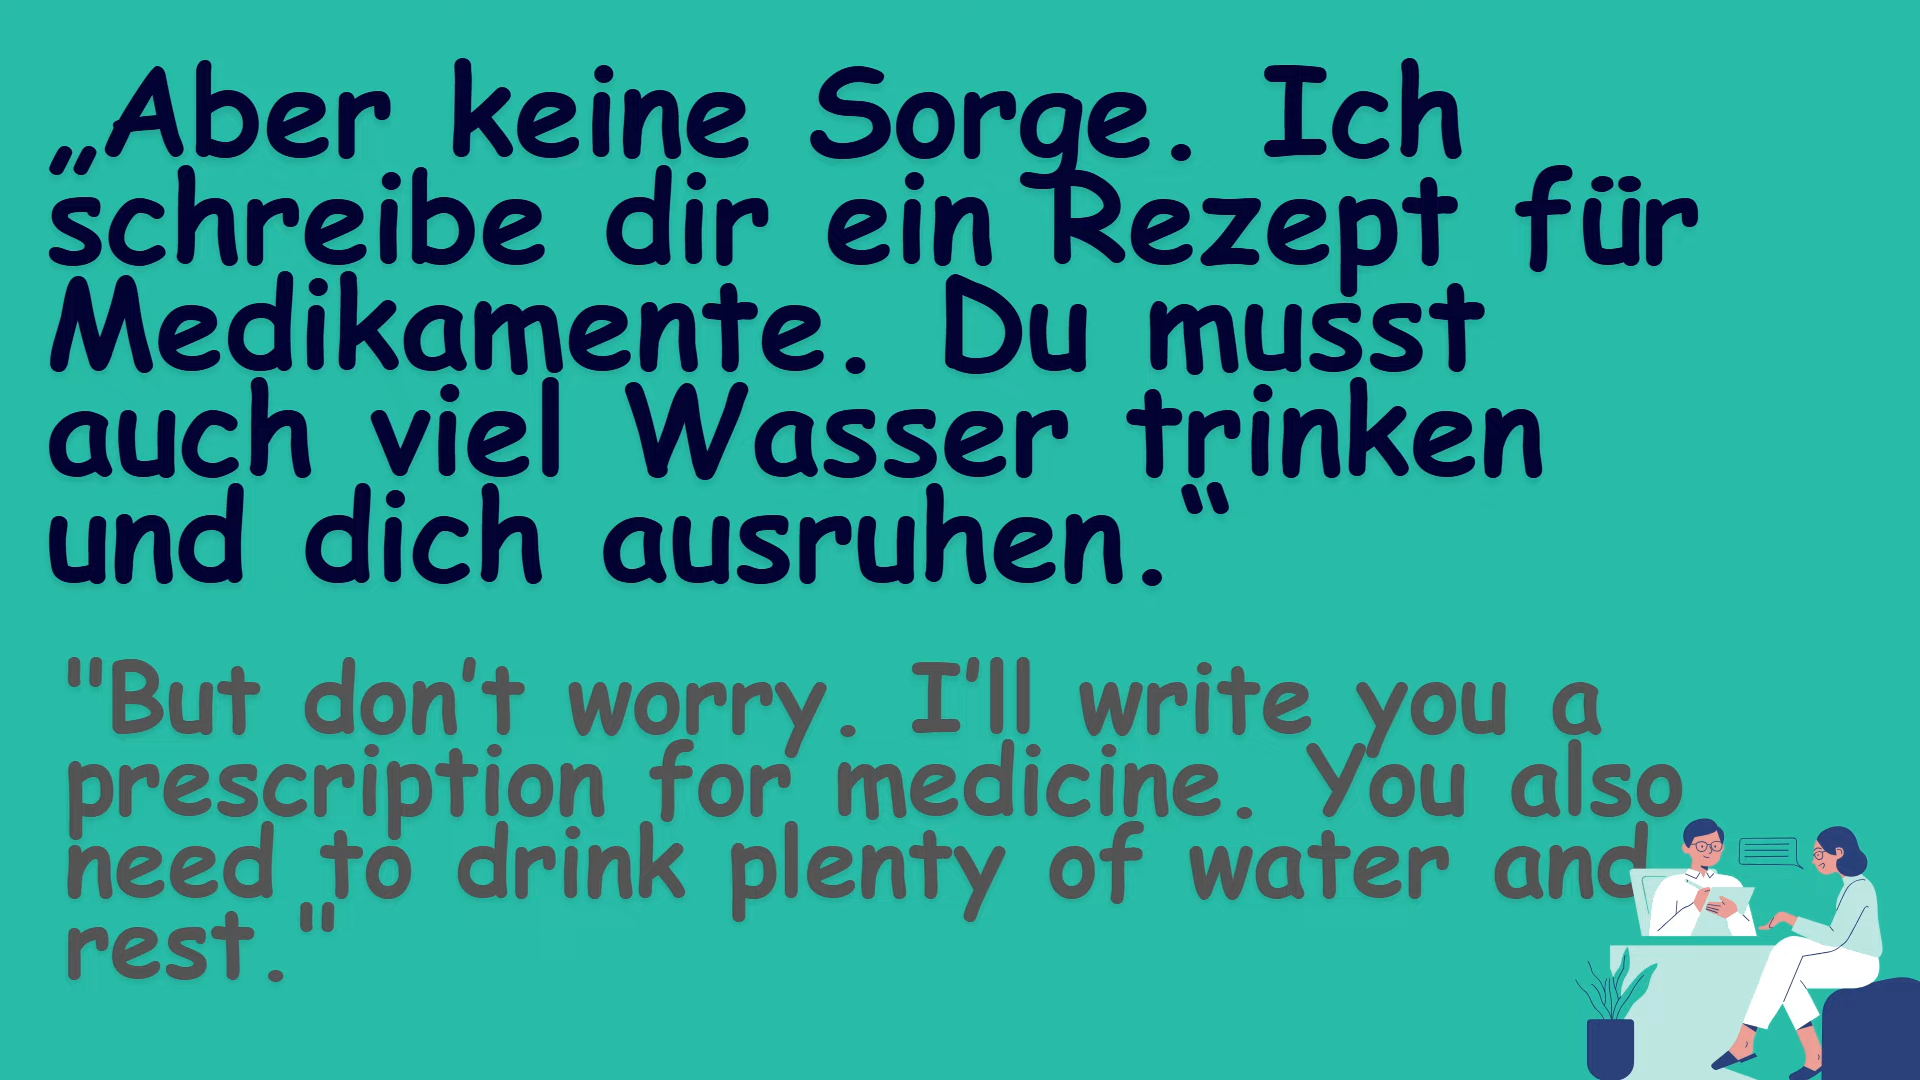 „Aber keine Sorge. Ich
schreibe dir ein Rezept für
Medikamente. Du musst
auch viel Wasser trinken
und dich ausruhen.“
"But don’t worry. I’ll write you a
prescription for medicine. You also
need to drink plenty of water and
rest."